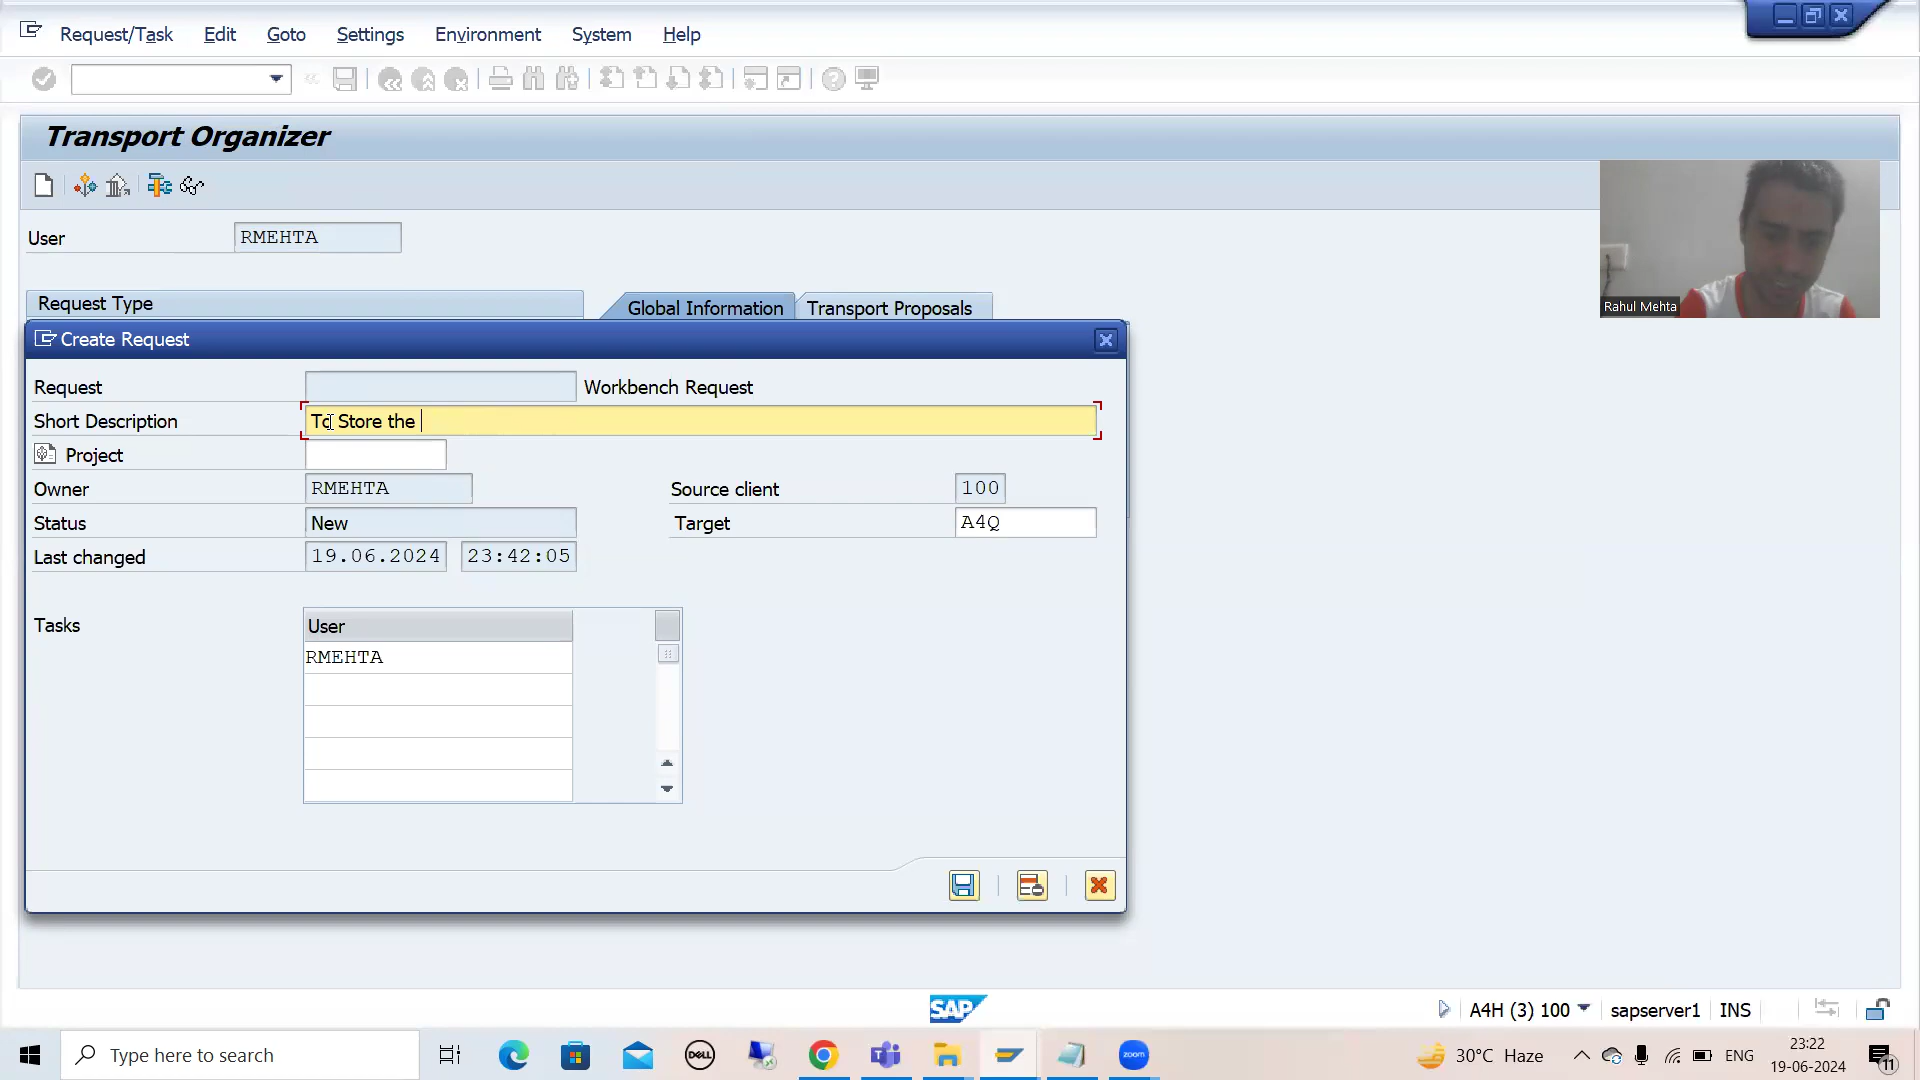 Request/Task Edit Goto Settings Environment System Help
Transport Organizer
Rahul Mehta
User RMEHTA
Request Type Global Information Transport Proposals
Create Request
Request Workbench Request
Short Description To Store the
Project
Owner RMEHTA Source client 100
Status New Target A4Q
Last changed 19.06.2024 23:42:05
Tasks User
RMEHTA
SAP A4H (3) 100 sapserver1 INS
Type here to search DELL zoom 30°C Haze ENG 23:22
19-06-2024 11